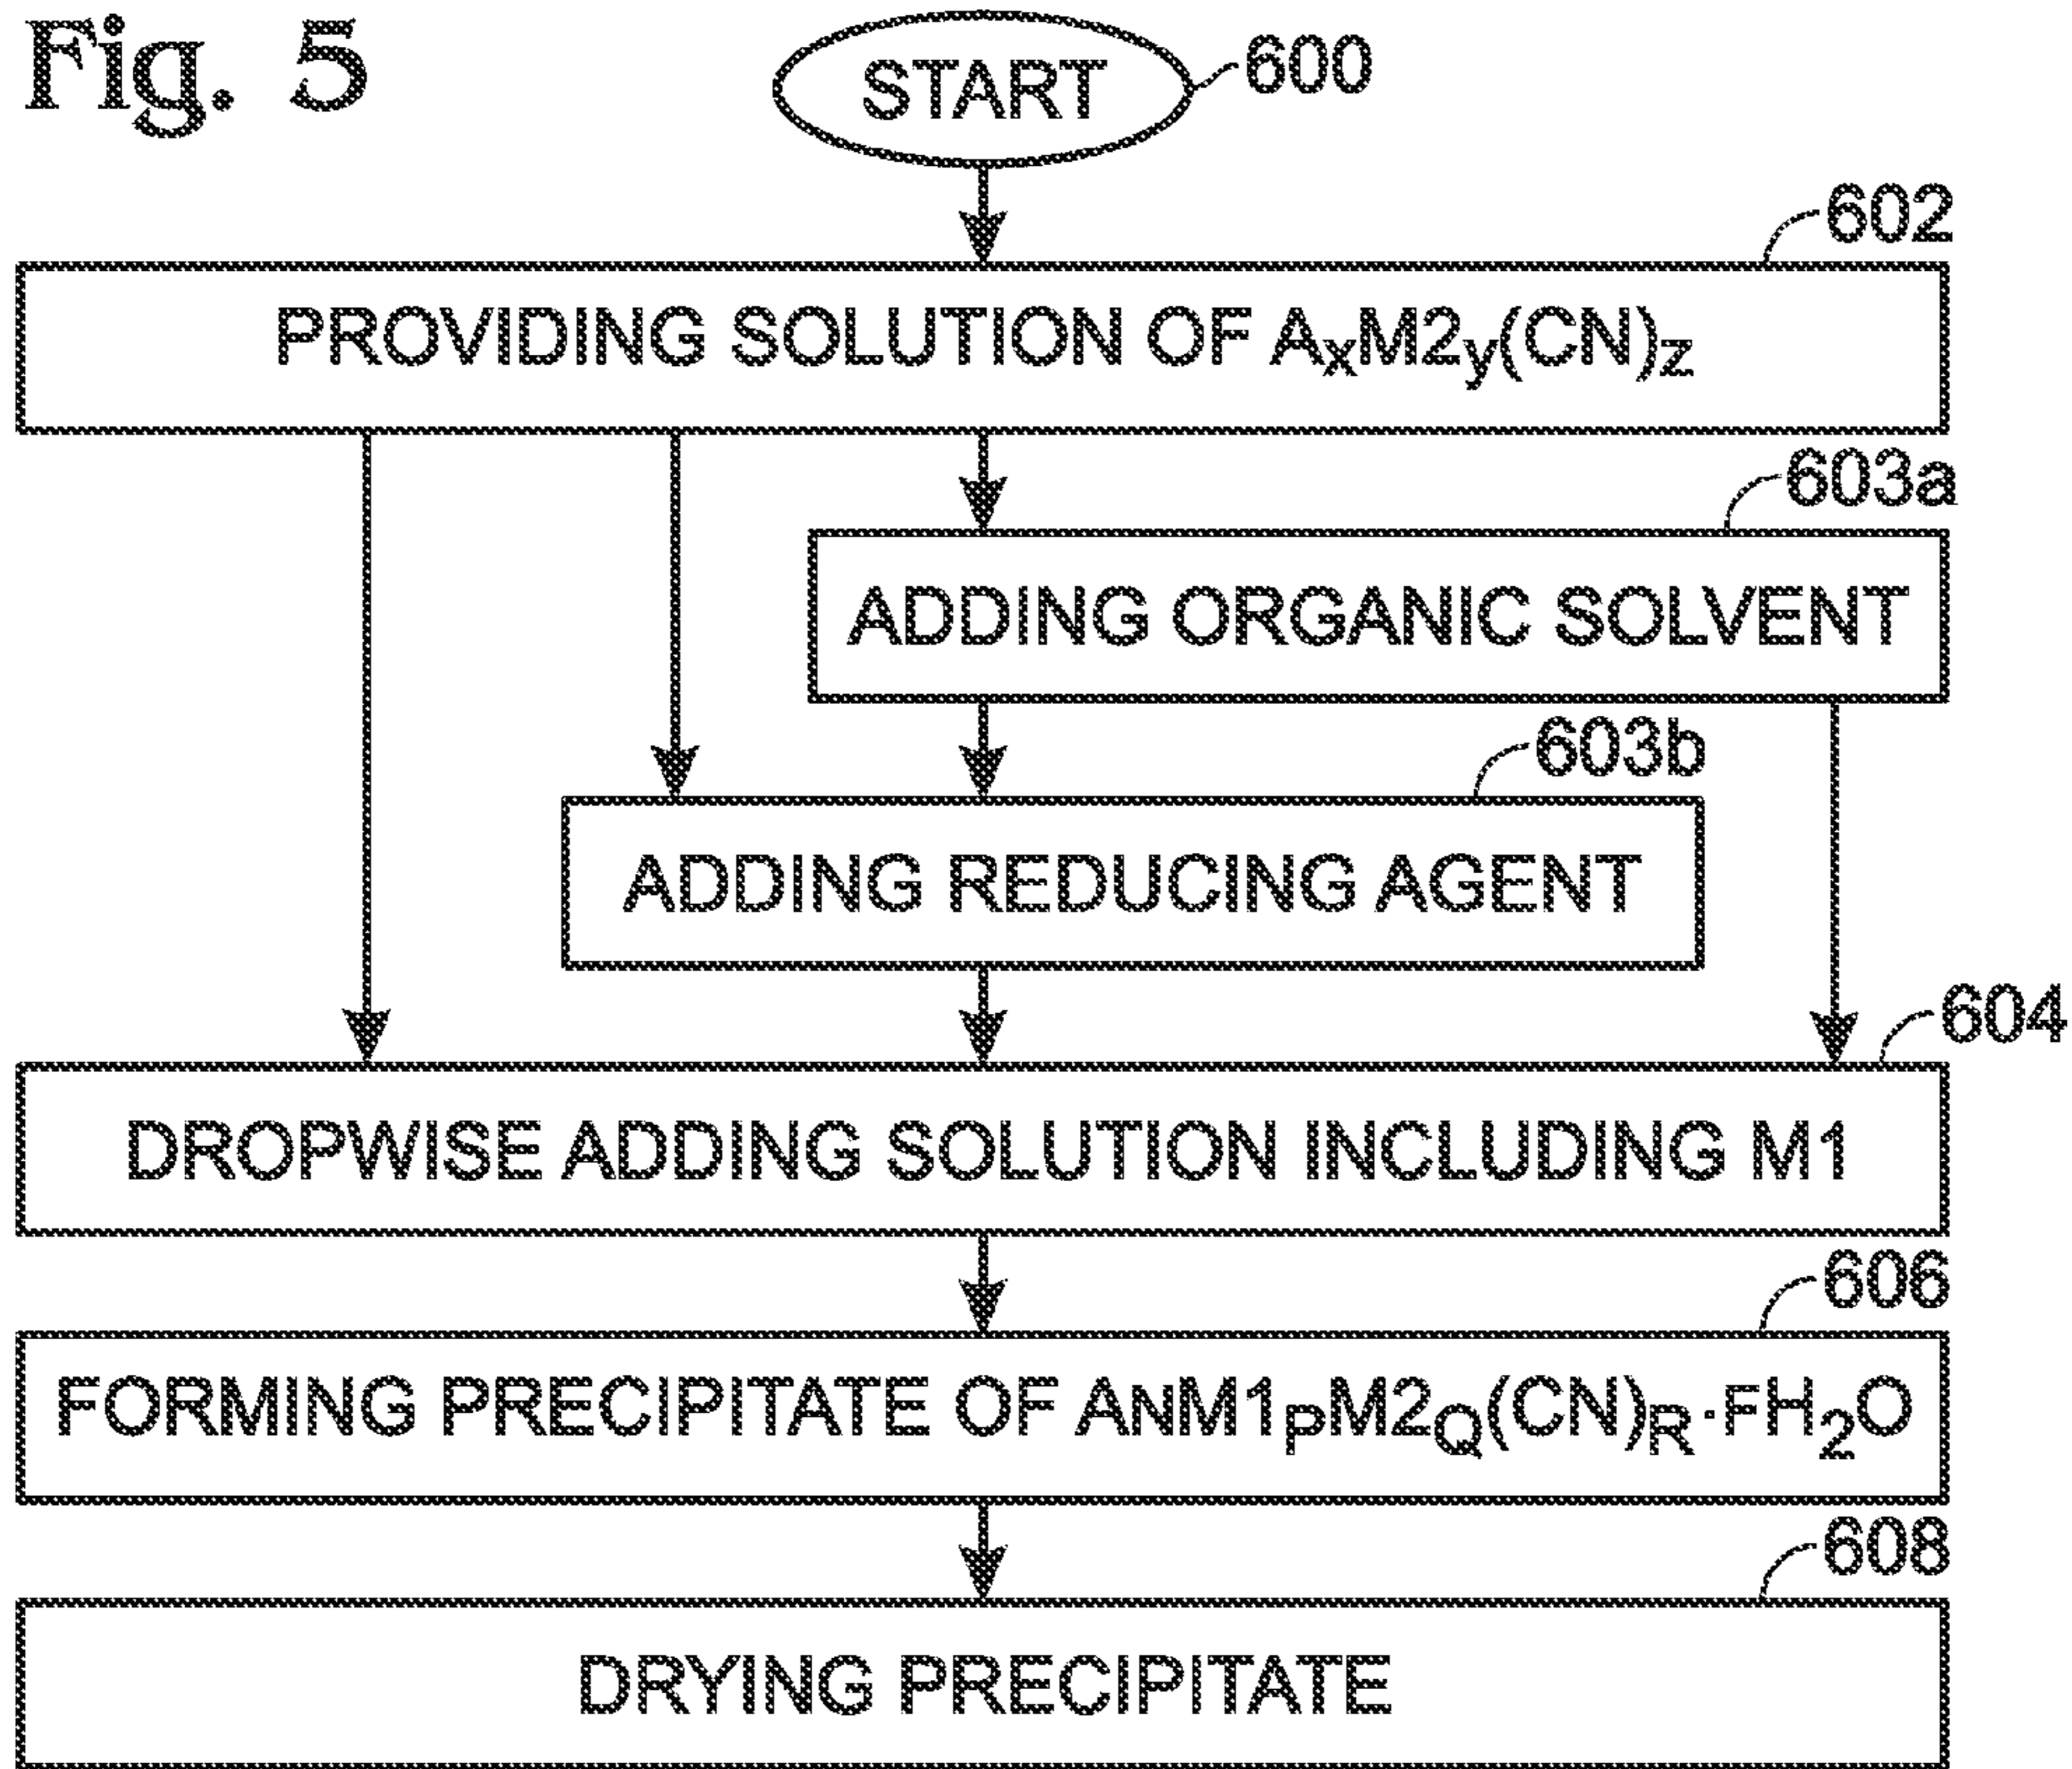 Fig. 5
START
600
602
PROVIDING SOLUTION OF AxM2y(CN)z
603a
ADDING ORGANIC SOLVENT
603b
ADDING REDUCING AGENT
604
DROPWISE ADDING SOLUTION INCLUDING M1
606
FORMING PRECIPITATE OF ANM1PM2Q(CN)R·FH2O
608
DRYING PRECIPITATE